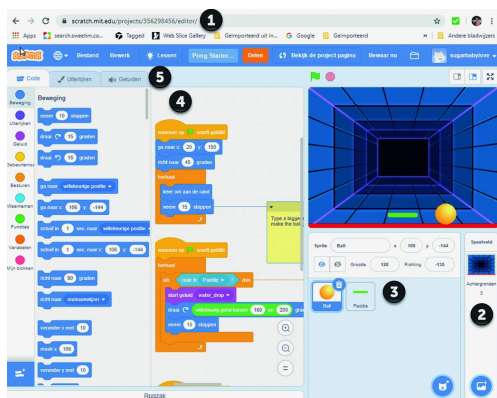 scratch.mit.edu/projects/356298456/editor/
1
Apps
searchsweetin.co...
Tagged
Web Slice Gallery
Geïmporteerd uit In...
Google
Geïmporteerd
Andere bladwijzers
Bestand
Bewerk
Lessen
Pong Starter...
Delen
Bekijk de project pagina
Bewaar nu
sugarbabylove
5
Code
Uiterlijken
Geluiden
Beweging
Uiterlijken
Geluid
Gebeurtenis
Besturen
Waarnemen
Functies
Variabelen
Mijn blokken
Beweging
neem 10 stappen
draai 15 graden
draai 15 graden
ga naar willekeurige positie
ga naar x: 106 y: -144
schuif in 1 sec. naar willekeurige positie
schuif in 1 sec. naar x: 106 y: -144
richt naar 90 graden
richt naar muisaanwijzer
verander x met 10
maak x 106
verander y met 10
4
wanneer op wordt geklikt
ga naar x: 20 y: 150
richt naar 45 graden
herhaal
keer om aan de rand
neem 15 stappen
Type a bigger
make the ball
wanneer op wordt geklikt
herhaal
als raak ik Paddle ? dan
start geluid water_drop
draai willekeurig getal tussen 160 en 200
neem 15 stappen
Sprite Ball x 106 y -144
Grootte 120 Richting -135
Ball
Paddle
3
Speelveld
Achtergronden
3
2
Rugzak